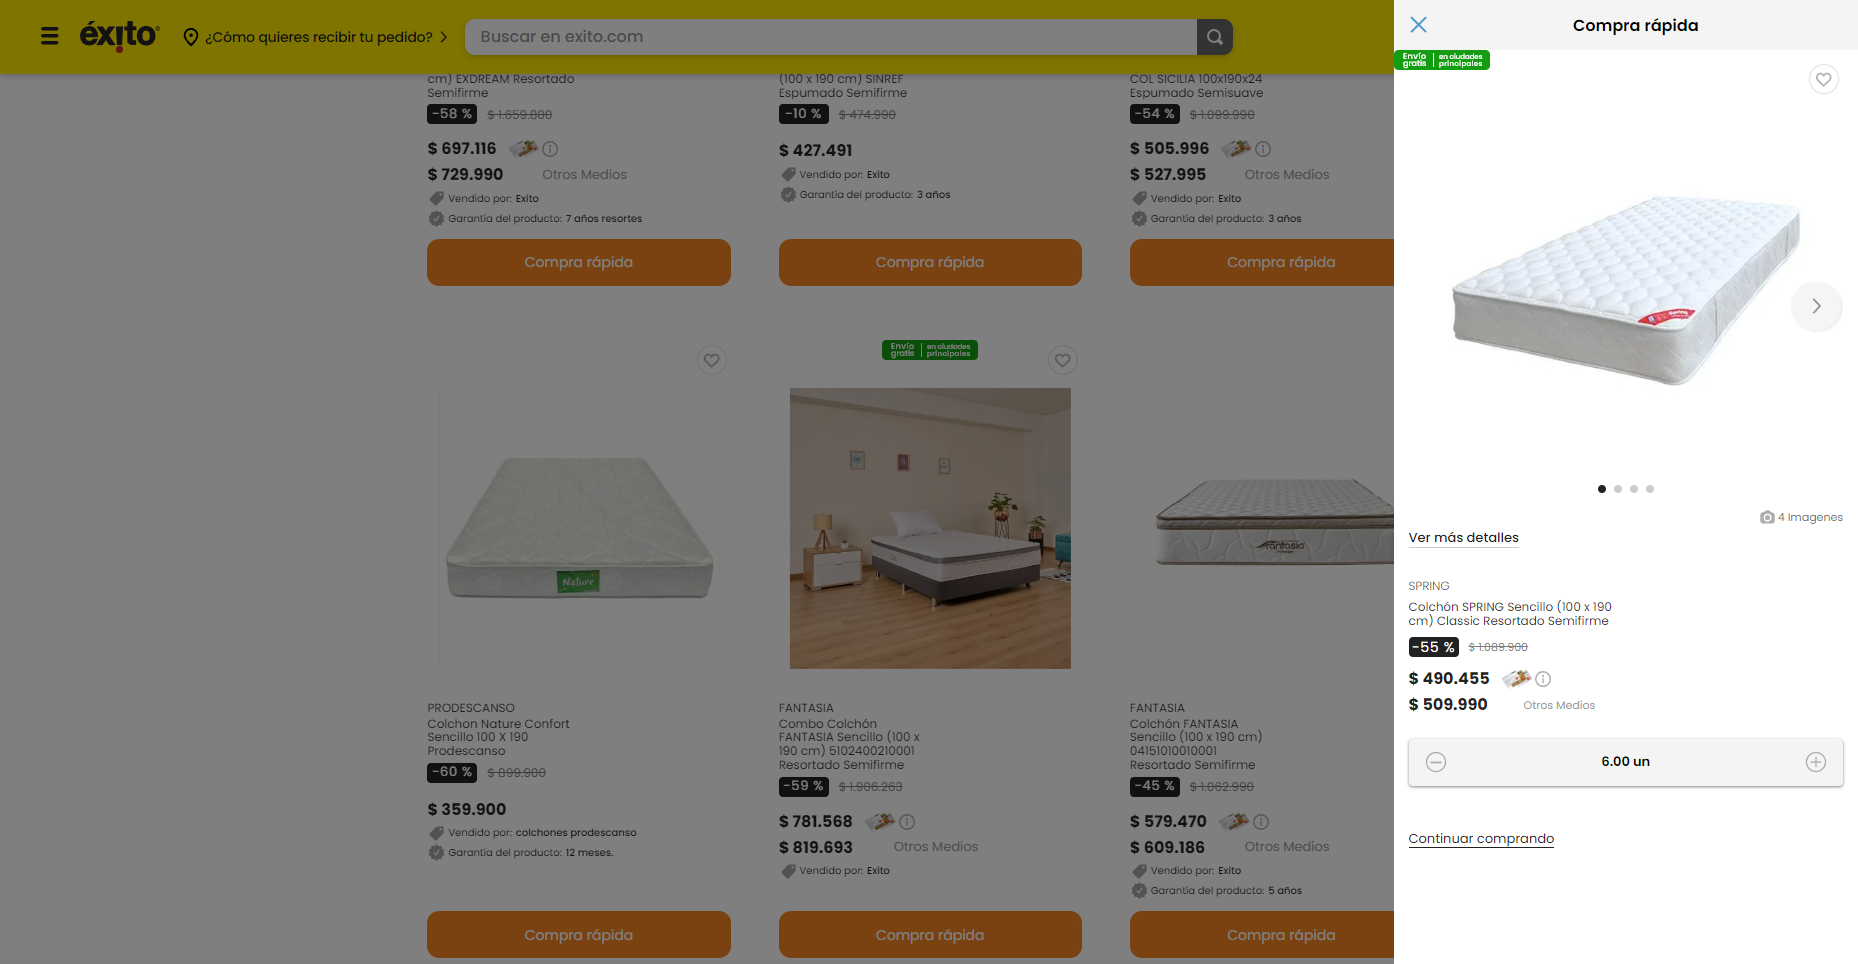 éxito
¿Cómo quieres recibir tu pedido?
Buscar en exito.com
cm) EXDREAM Resortado
Semifirme
-58 % $ 1.659.800
$ 697.116
$ 729.990 Otros Medios
Vendido por: Exito
Garantía del producto: 7 años resortes
Compra rápida
(100 x 190 cm) SINREF
Espumado Semifirme
-10 % $ 474.990
$ 427.491
Vendido por: Exito
Garantía del producto: 3 años
Compra rápida
COL SICILIA 100x190x24
Espumado Semisuave
-54 % $ 1.099.990
$ 505.996
$ 527.995 Otros Medios
Vendido por: Exito
Garantía del producto: 3 años
Compra rápida
Nature
PRODESCANSO
Colchon Nature Confort
Sencillo 100 X 190
Prodescanso
-60 % $ 899.900
$ 359.900
Vendido por: colchones prodescanso
Garantía del producto: 12 meses.
Compra rápida
Envío gratis en ciudades principales
FANTASIA
Combo Colchón
FANTASIA Sencillo (100 x
190 cm) 5102400210001
Resortado Semifirme
-59 % $ 1.906.263
$ 781.568
$ 819.693 Otros Medios
Vendido por: Exito
Compra rápida
fantasia
FANTASIA
Colchón FANTASIA
Sencillo (100 x 190 cm)
04151010010001
Resortado Semifirme
-45 % $ 1.062.990
$ 579.470
$ 609.186 Otros Medios
Vendido por: Exito
Garantía del producto: 5 años
Compra rápida
Compra rápida
Envío gratis en ciudades principales
Spring
4 Imagenes
Ver más detalles
SPRING
Colchón SPRING Sencillo (100 x 190
cm) Classic Resortado Semifirme
-55 % $ 1.089.900
$ 490.455
$ 509.990 Otros Medios
6.00 un
Continuar comprando